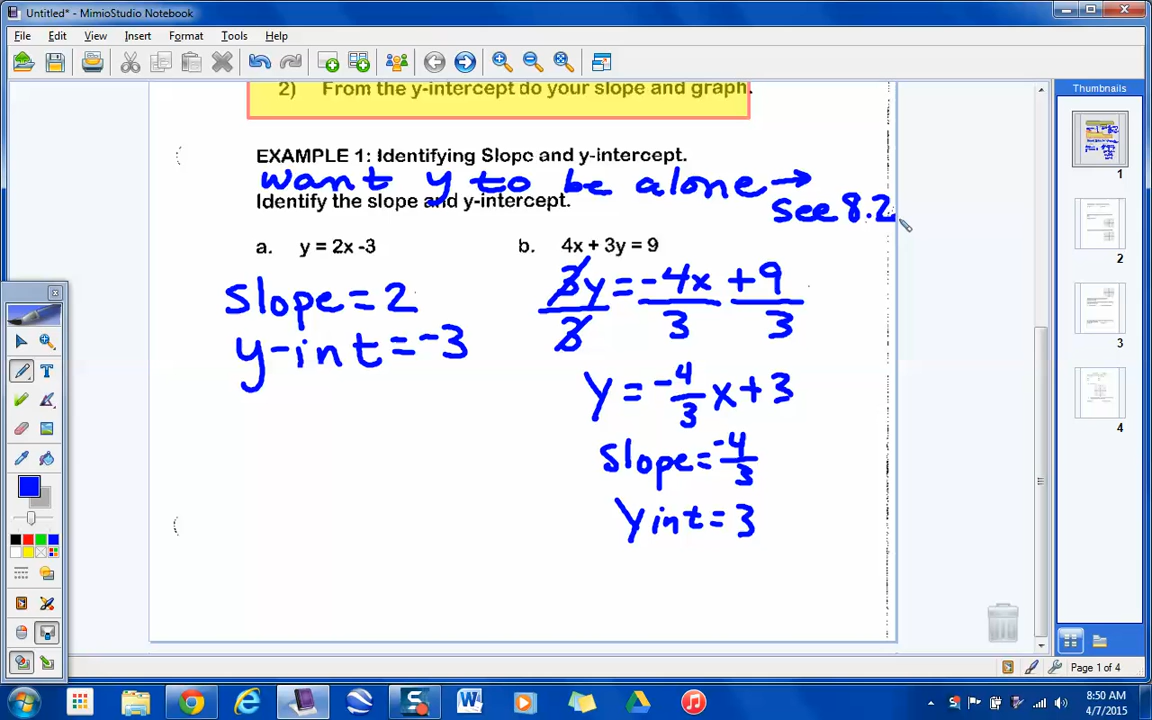 Untitled* - MimioStudio Notebook
File Edit View Insert Format Tools Help
2) From the y-intercept do your slope and graph.
Thumbnails
EXAMPLE 1: Identifying Slope and y-intercept.
want y to be alone →
see 8.2
Identify the slope and y-intercept.
a. y = 2x -3
b. 4x + 3y = 9
slope = 2
y-int = -3
3y = -4x + 9
3 3 3
y = -4/3 x + 3
slope = -4/3
y int = 3
1
2
3
4
Page 1 of 4
8:50 AM
4/7/2015